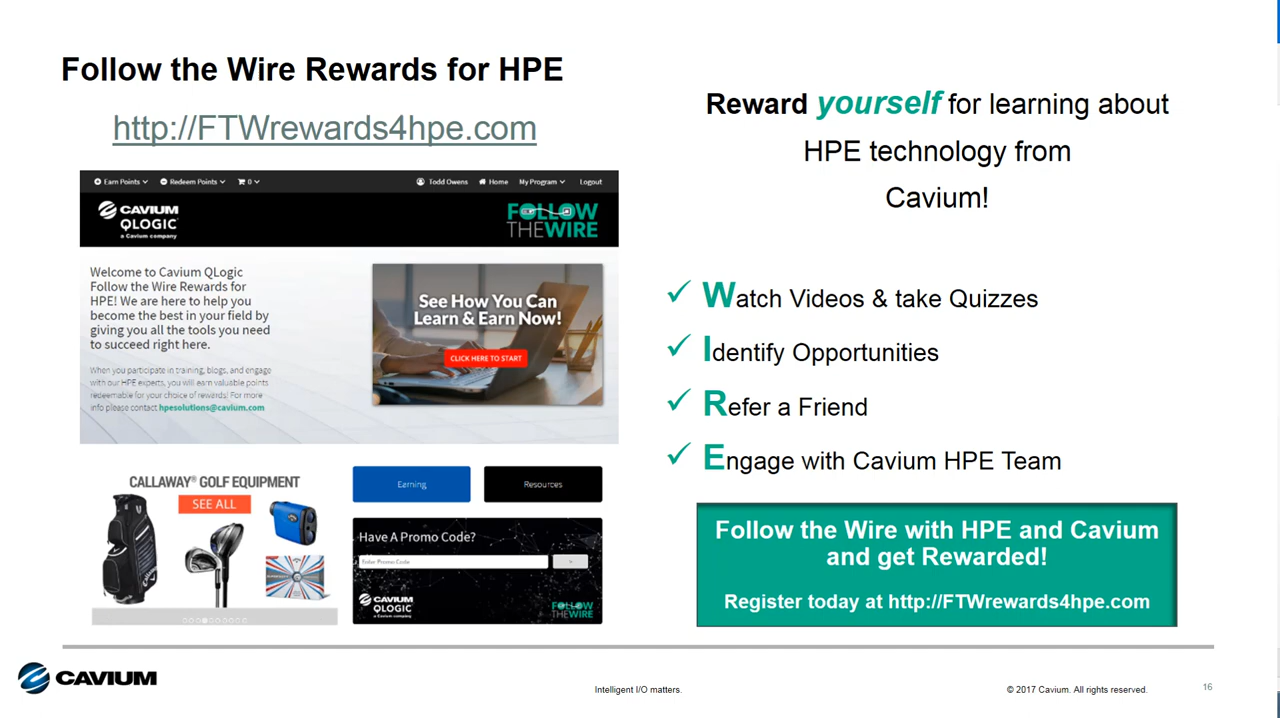 Follow the Wire Rewards for HPE
http://FTWrewards4hpe.com
Earn Points
Redeem Points
0
Todd Owens
Home
My Program
Logout
CAVIUM
QLOGIC
a Cavium company
FOLLOW
THEWIRE
Welcome to Cavium QLogic
Follow the Wire Rewards for
HPE! We are here to help you
become the best in your field by
giving you all the tools you need
to succeed right here.
When you participate in training, blogs, and engage
with our HPE experts, you will earn valuable points
redeemable for your choice of rewards! For more
info please contact hpesolutions@cavium.com
See How You Can
Learn & Earn Now!
CLICK HERE TO START
CALLAWAY® GOLF EQUIPMENT
SEE ALL
Earning
Resources
Have A Promo Code?
Enter Promo Code
>
CAVIUM
QLOGIC
a Cavium company
FOLLOW
THEWIRE
Reward yourself for learning about
HPE technology from
Cavium!
✓ Watch Videos & take Quizzes
✓ Identify Opportunities
✓ Refer a Friend
✓ Engage with Cavium HPE Team
Follow the Wire with HPE and Cavium
and get Rewarded!
Register today at http://FTWrewards4hpe.com
CAVIUM
Intelligent I/O matters.
© 2017 Cavium. All rights reserved.
16